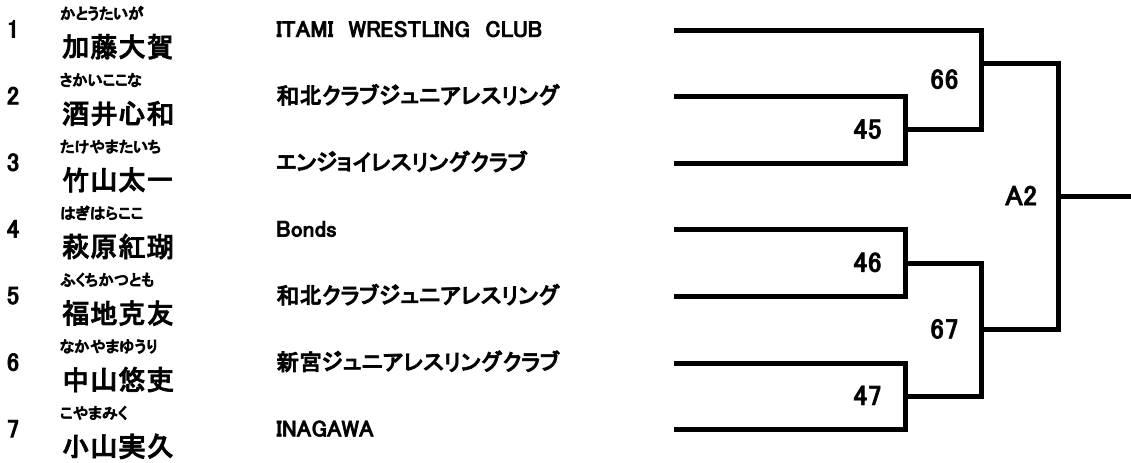 かとうたいが
1 加藤大賀 ITAMI WRESTLING CLUB
さかいここな
2 酒井心和 和北クラブジュニアレスリング
たけやまたいち
3 竹山太一 エンジョイレスリングクラブ
はぎはらここ
4 萩原紅瑚 Bonds
ふくちかつとも
5 福地克友 和北クラブジュニアレスリング
なかやまゆうり
6 中山悠吏 新宮ジュニアレスリングクラブ
こやまみく
7 小山実久 INAGAWA
66
45
A2
46
67
47